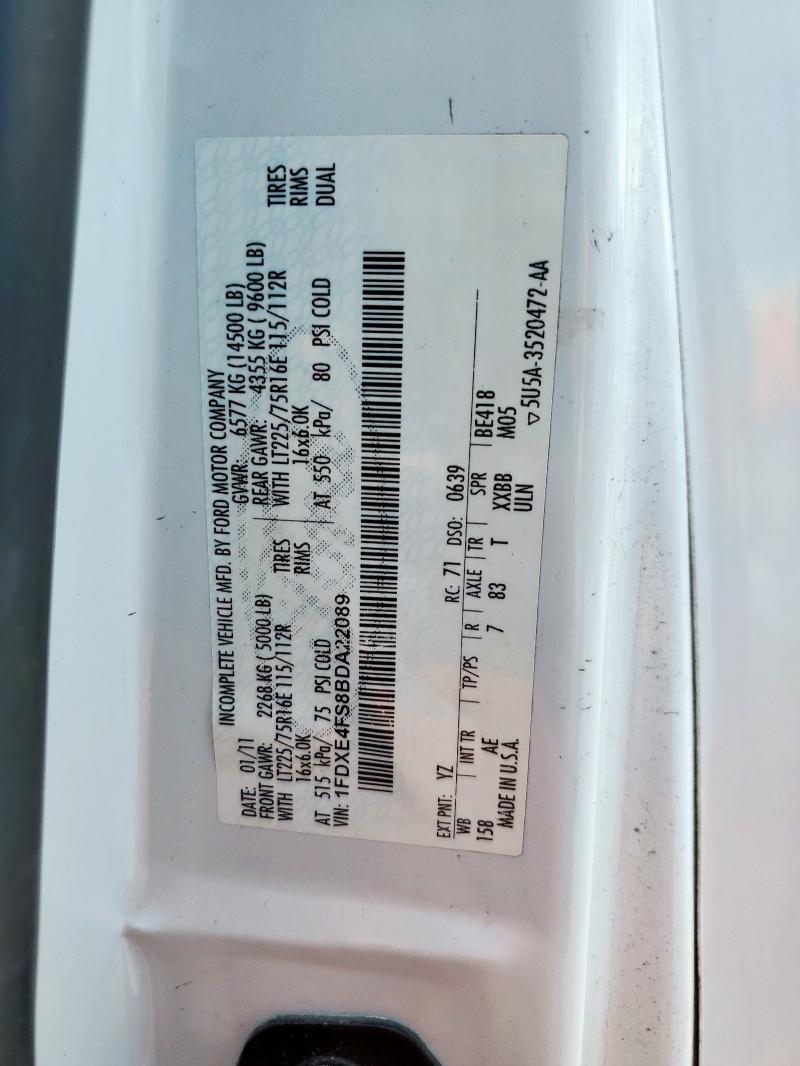 INCOMPLETE VEHICLE MFD. BY FORD MOTOR COMPANY
DATE: 01/11 GVWR: 6577 KG (14500 LB)
FRONT GAWR: 2268 KG (5000 LB) REAR GAWR: 4355 KG ( 9600 LB)
WITH LT225/75R16E 115/112R TIRES WITH LT225/75R16E 115/112R TIRES
16x6.0K RIMS 16x6.0K RIMS
AT 515 kPa/ 75 PSI COLD AT 550 kPa/ 80 PSI COLD DUAL
VIN: 1FDXE4FS8BDA22089
EXT PNT: YZ RC: 71 DSO: 0639
WB INT TR TP/PS R AXLE TR SPR
158 AE 7 83 T XXBB BE418
MADE IN U.S.A. ULN M05
▽5U5A-3520472-AA